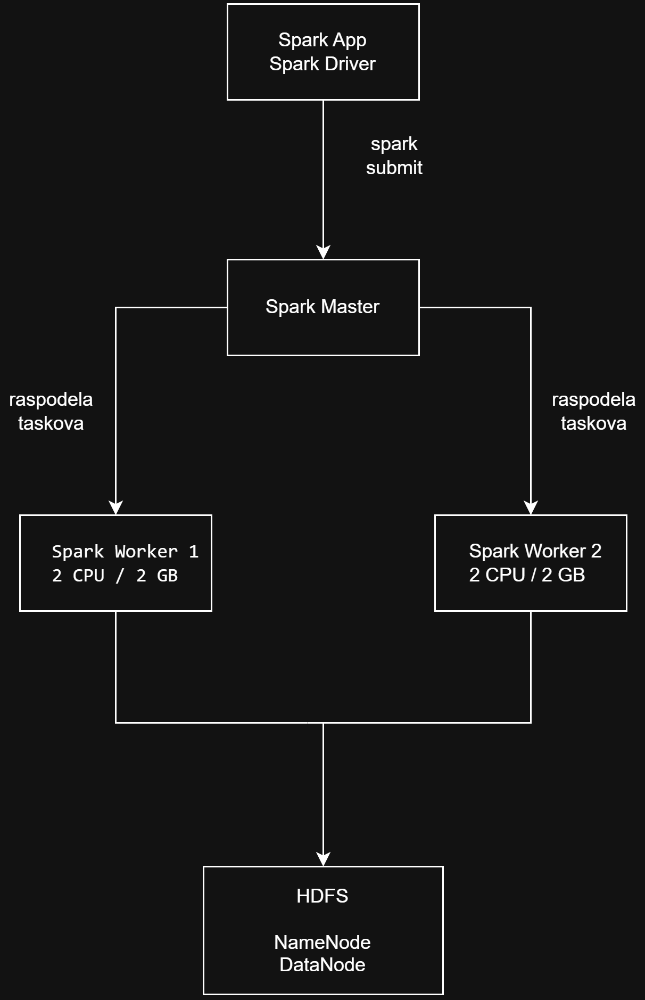 Spark App
Spark Driver
spark
submit
Spark Master
raspodela
taskova
raspodela
taskova
Spark Worker 1
2 CPU / 2 GB
Spark Worker 2
2 CPU / 2 GB
HDFS
NameNode
DataNode